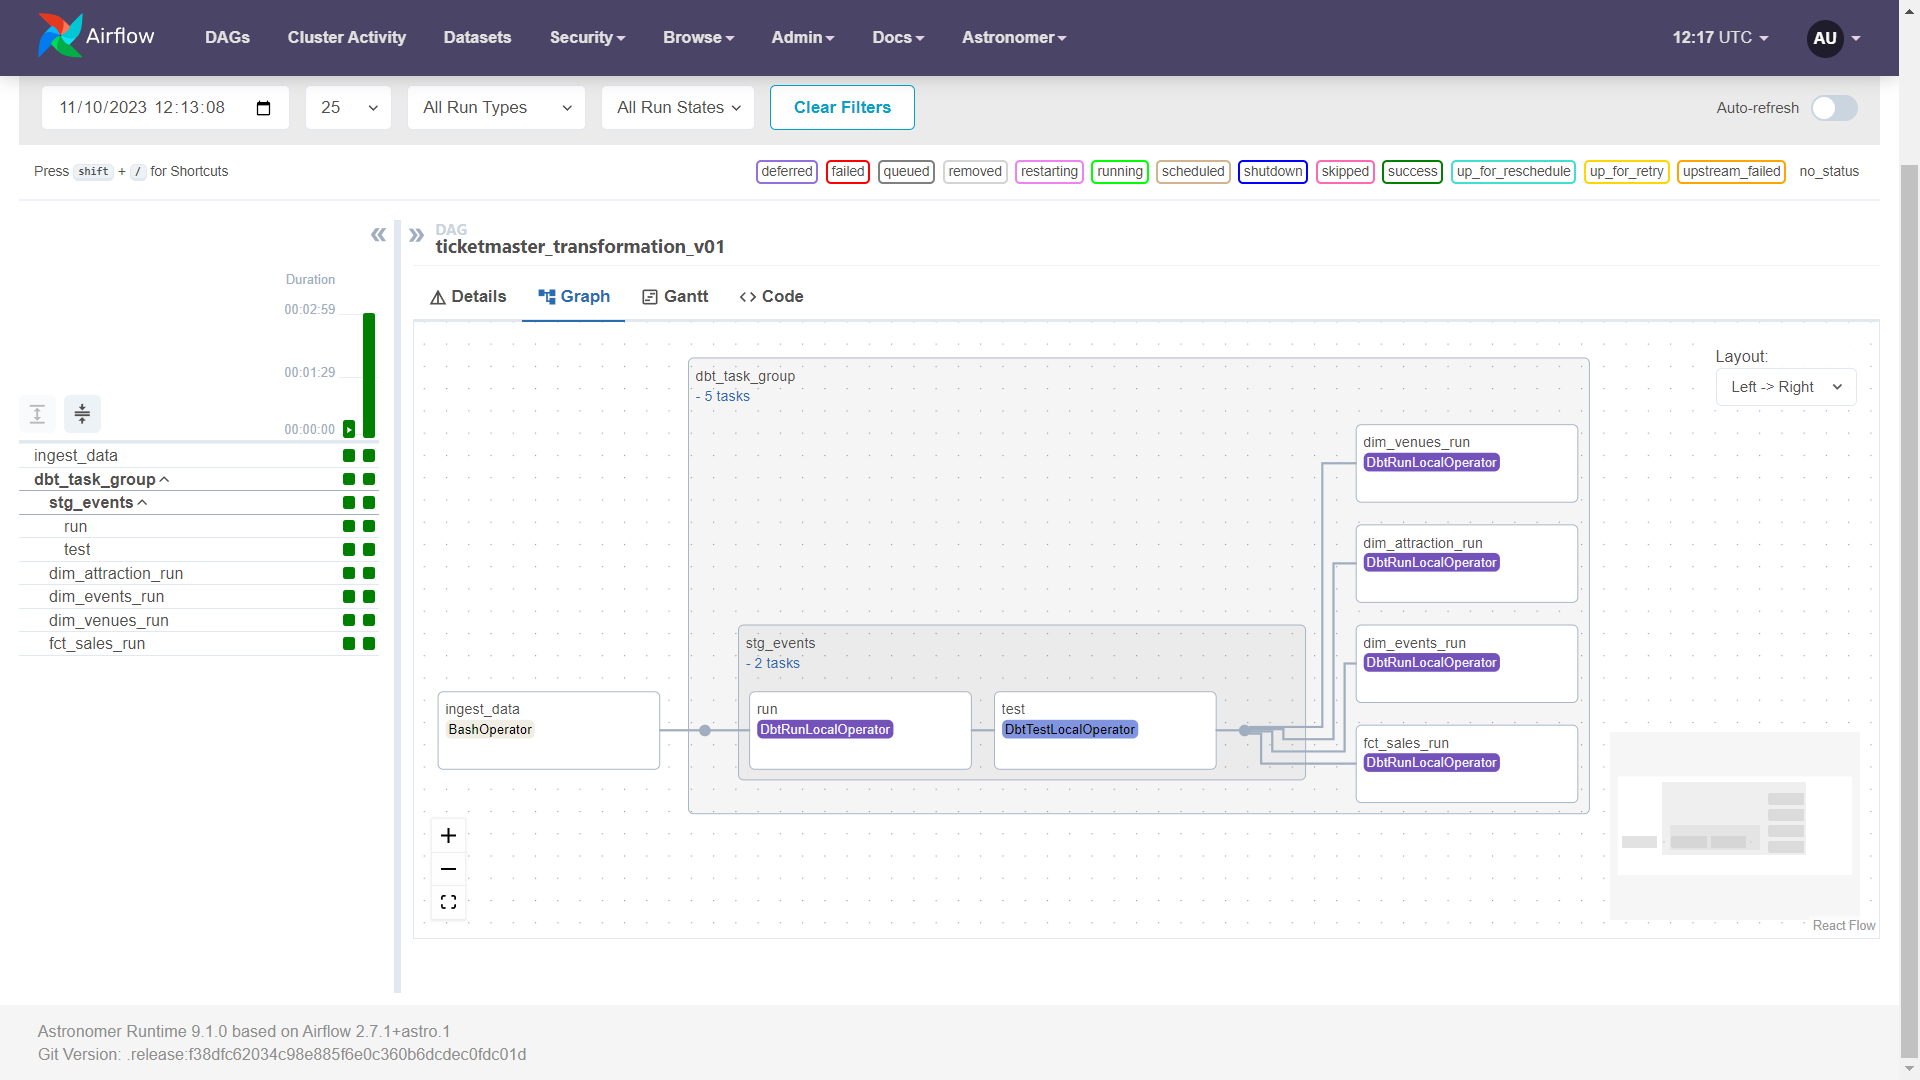 Airflow DAGs Cluster Activity Datasets Security Browse Admin Docs Astronomer 12:17 UTC AU
11/10/2023 12:13:08 25 All Run Types All Run States Clear Filters Auto-refresh
Press shift + / for Shortcuts deferred failed queued removed restarting running scheduled shutdown skipped success up_for_reschedule up_for_retry upstream_failed no_status
DAG
ticketmaster_transformation_v01
Details Graph Gantt Code
Duration
00:02:59
00:01:29
00:00:00
ingest_data
dbt_task_group
stg_events
run
test
dim_attraction_run
dim_events_run
dim_venues_run
fct_sales_run
Layout:
Left -> Right
dbt_task_group
- 5 tasks
dim_venues_run
DbtRunLocalOperator
dim_attraction_run
DbtRunLocalOperator
stg_events
- 2 tasks
dim_events_run
DbtRunLocalOperator
ingest_data
BashOperator
run
DbtRunLocalOperator
test
DbtTestLocalOperator
fct_sales_run
DbtRunLocalOperator
React Flow
Astronomer Runtime 9.1.0 based on Airflow 2.7.1+astro.1
Git Version: .release:f38dfc62034c98e885f6e0c360b6dcdec0fdc01d